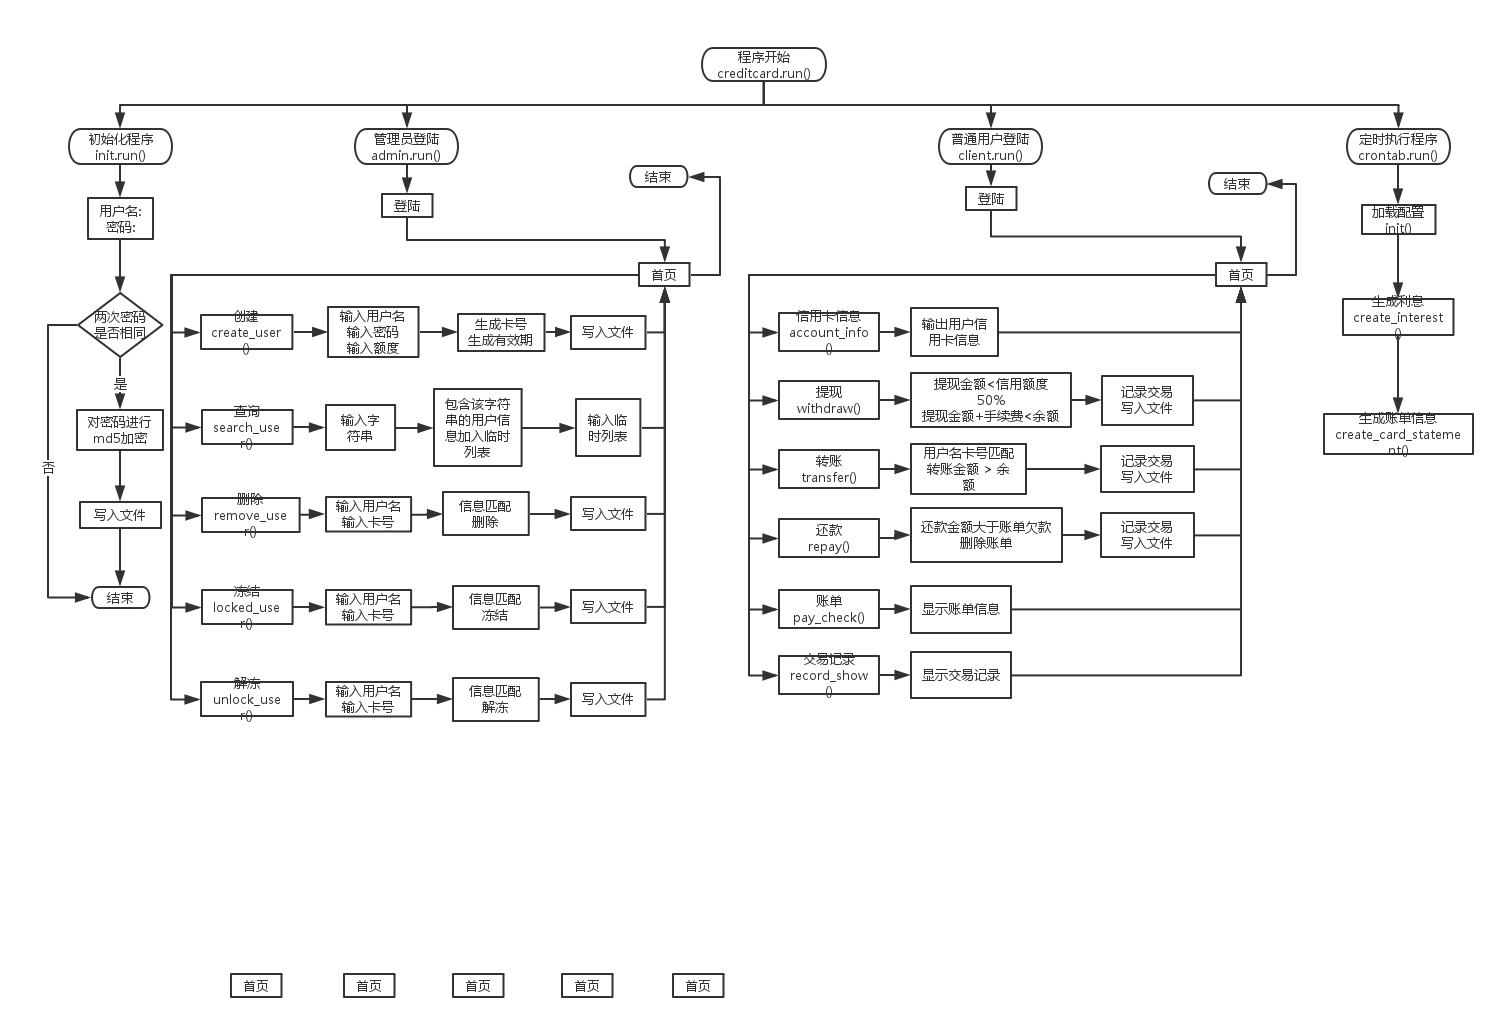 程序开始
creditcard.run()
初始化程序
init.run()
管理员登陆
admin.run()
普通用户登陆
client.run()
定时执行程序
crontab.run()
用户名:
密码:
两次密码
是否相同
是
否
对密码进行
md5加密
写入文件
结束
登陆
结束
首页
创建
create_user
()
输入用户名
输入密码
输入额度
生成卡号
生成有效期
写入文件
查询
search_use
r()
输入字
符串
包含该字符
串的用户信
息加入临时
列表
输入临
时列表
删除
remove_use
r()
输入用户名
输入卡号
信息匹配
删除
写入文件
冻结
locked_use
r()
输入用户名
输入卡号
信息匹配
冻结
写入文件
解冻
unlock_use
r()
输入用户名
输入卡号
信息匹配
解冻
写入文件
登陆
结束
首页
信用卡信息
account_info
()
输出用户信
用卡信息
提现
withdraw()
提现金额<信用额度
50%
提现金额+手续费<余额
记录交易
写入文件
转账
transfer()
用户名卡号匹配
转账金额 > 余
额
记录交易
写入文件
还款
repay()
还款金额大于账单欠款
删除账单
记录交易
写入文件
账单
pay_check()
显示账单信息
交易记录
record_show
()
显示交易记录
加载配置
init()
生成利息
create_interest
()
生成账单信息
create_card_stateme
nt()
首页
首页
首页
首页
首页